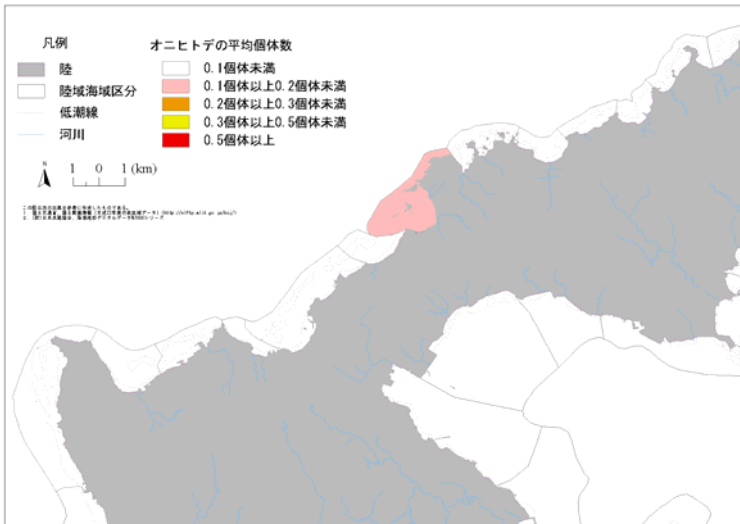 凡例
陸
陸域海域区分
低潮線
河川
N
1 0 1 (km)
オニヒトデの平均個体数
0.1個体未満
0.1個体以上0.2個体未満
0.2個体以上0.3個体未満
0.3個体以上0.5個体未満
0.5個体以上